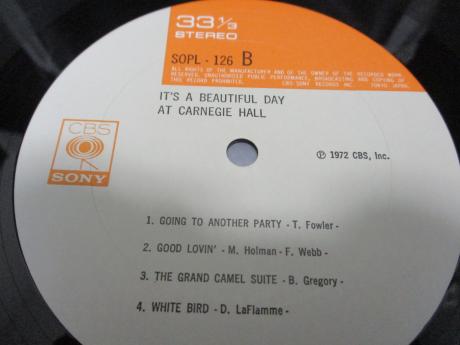 33 1/3
STEREO
SOPL · 126 B
ALL RIGHTS OF THE MANUFACTURER AND OF THE OWNER OF THE RECORDED WORK
RESERVED. UNAUTHORIZED PUBLIC PERFORMANCE, BROADCASTING AND COPYING OF
THIS RECORD PROHIBITED. CBS/SONY RECORDS INC. TOKYO JAPAN.
IT'S A BEAUTIFUL DAY
AT CARNEGIE HALL
CBS
SONY
℗ 1972 CBS, Inc.
1. GOING TO ANOTHER PARTY - T. Fowler -
2. GOOD LOVIN' - M. Holman - F. Webb -
3. THE GRAND CAMEL SUITE - B. Gregory -
4. WHITE BIRD - D. LaFlamme -